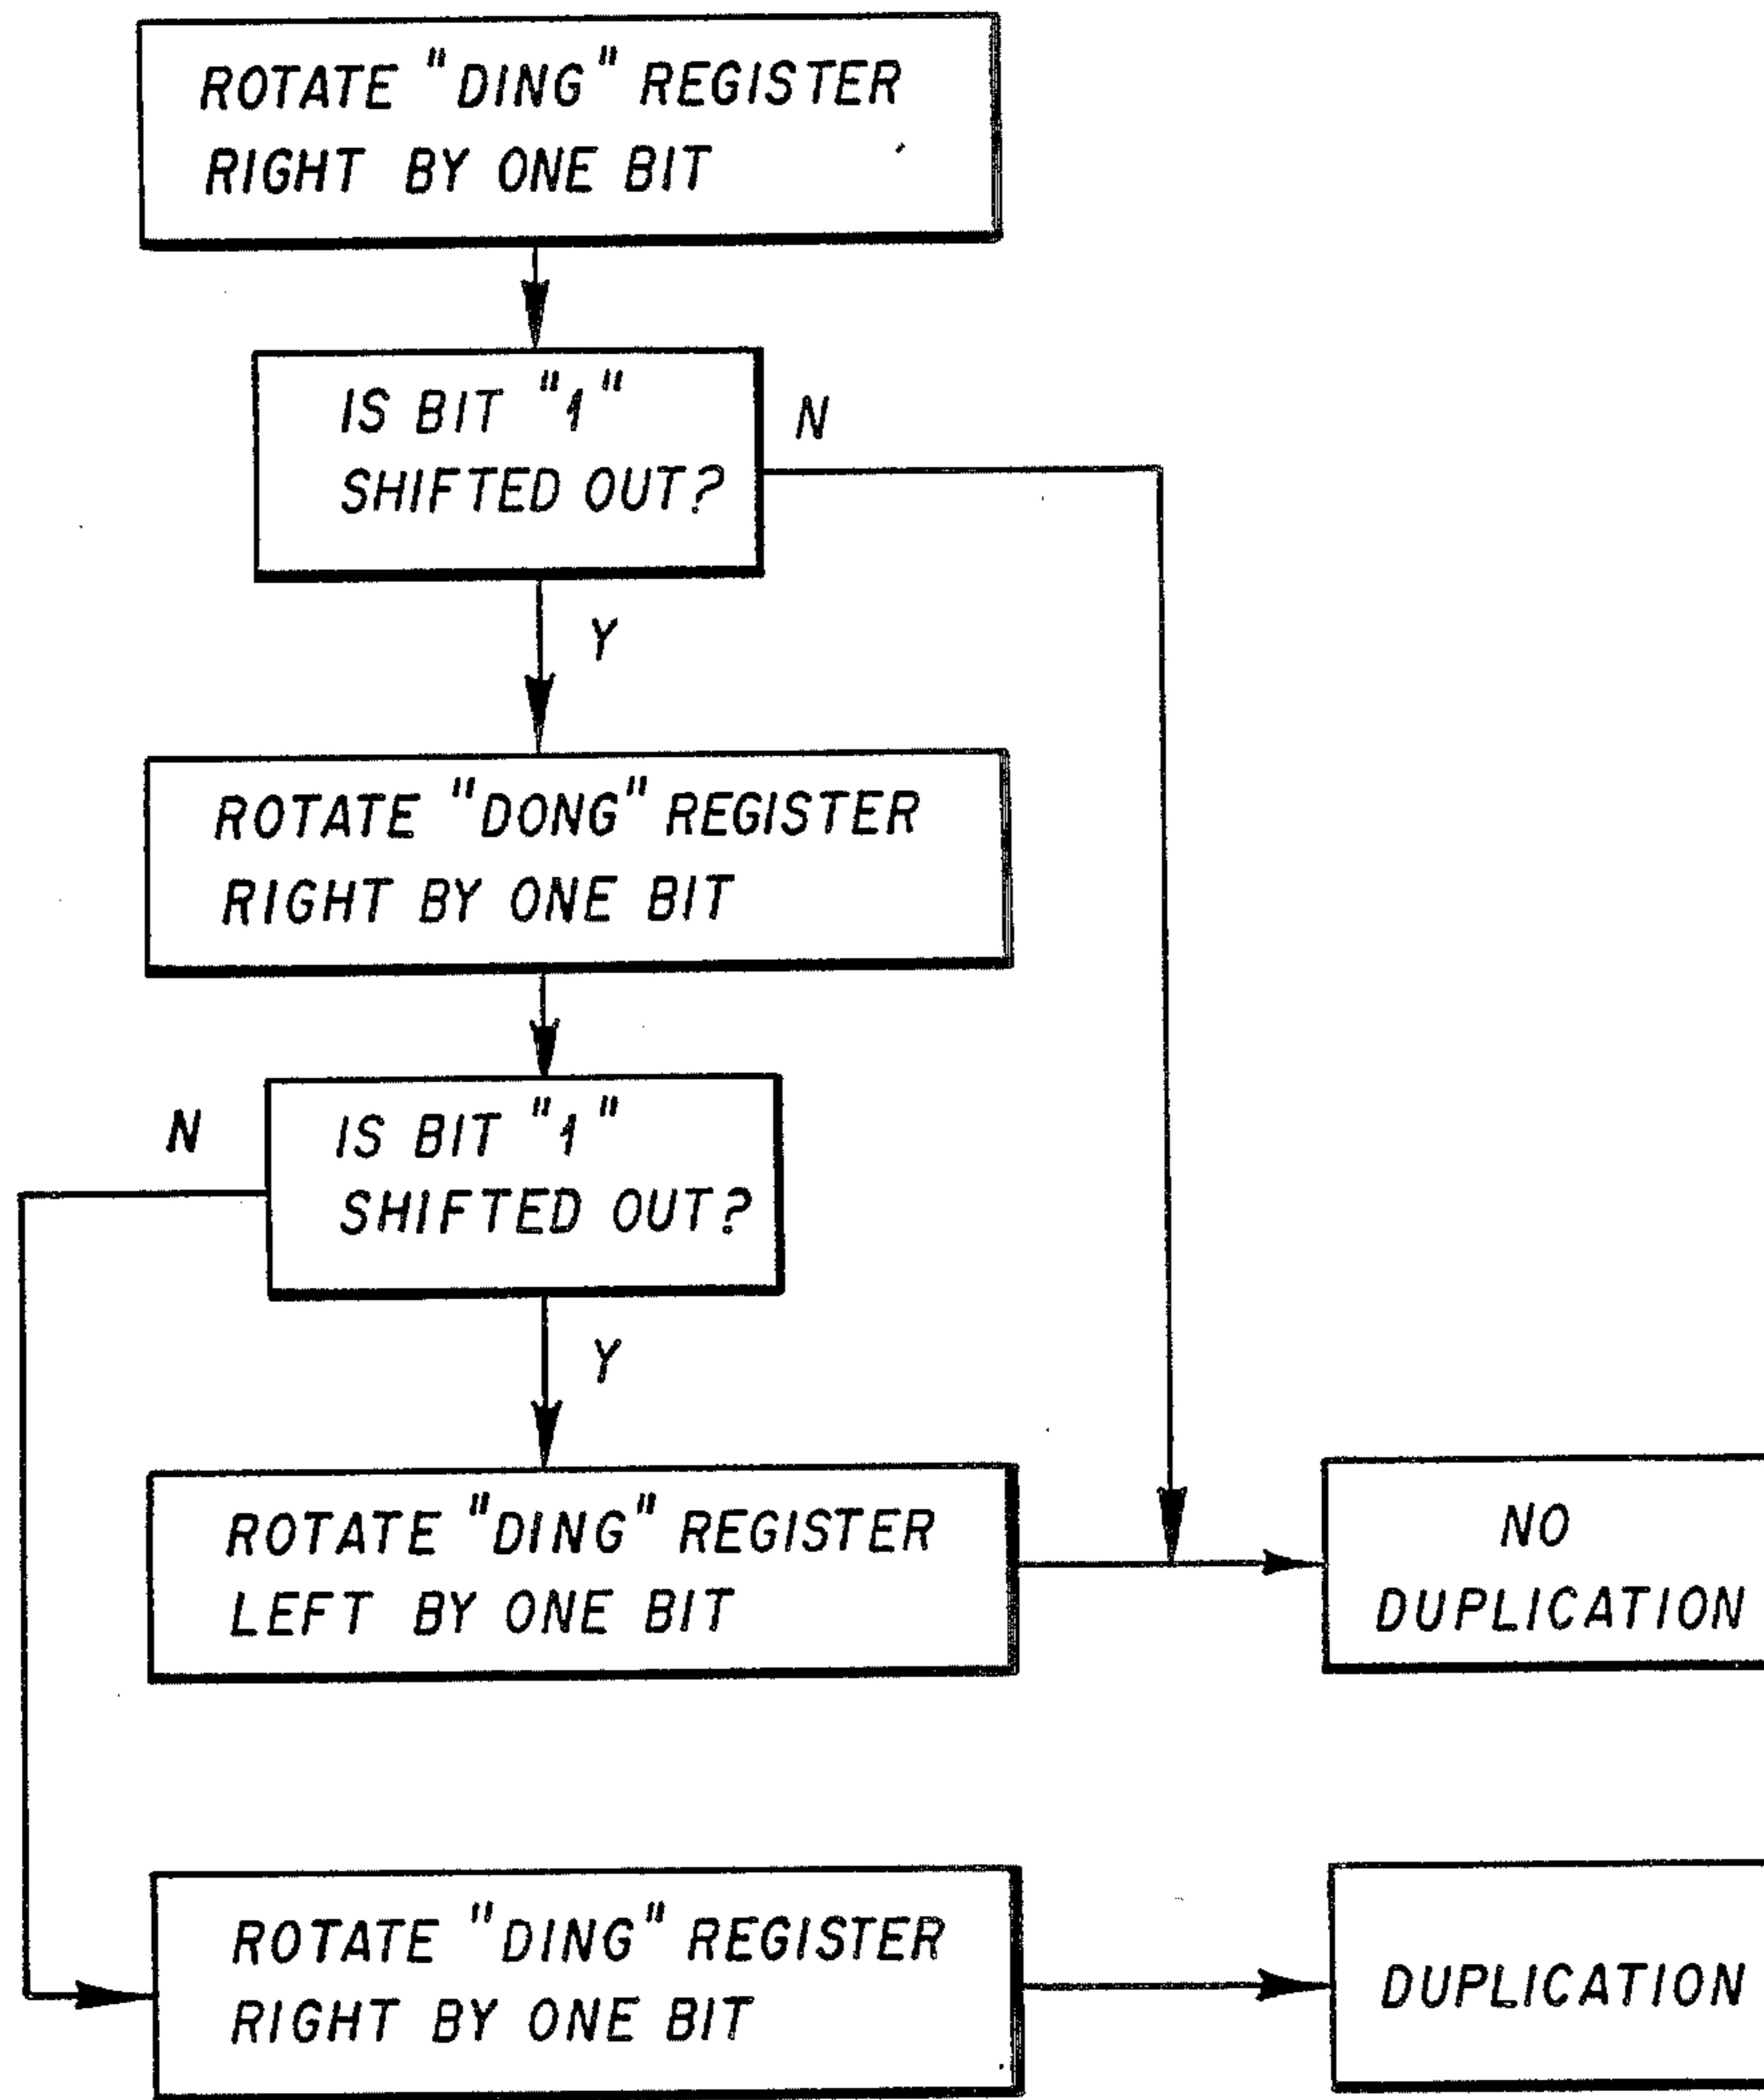 ROTATE "DING" REGISTER
RIGHT BY ONE BIT
IS BIT "1"
SHIFTED OUT?
N
Y
ROTATE "DONG" REGISTER
RIGHT BY ONE BIT
N
IS BIT "1"
SHIFTED OUT?
Y
ROTATE "DING" REGISTER
LEFT BY ONE BIT
NO
DUPLICATION
ROTATE "DING" REGISTER
RIGHT BY ONE BIT
DUPLICATION